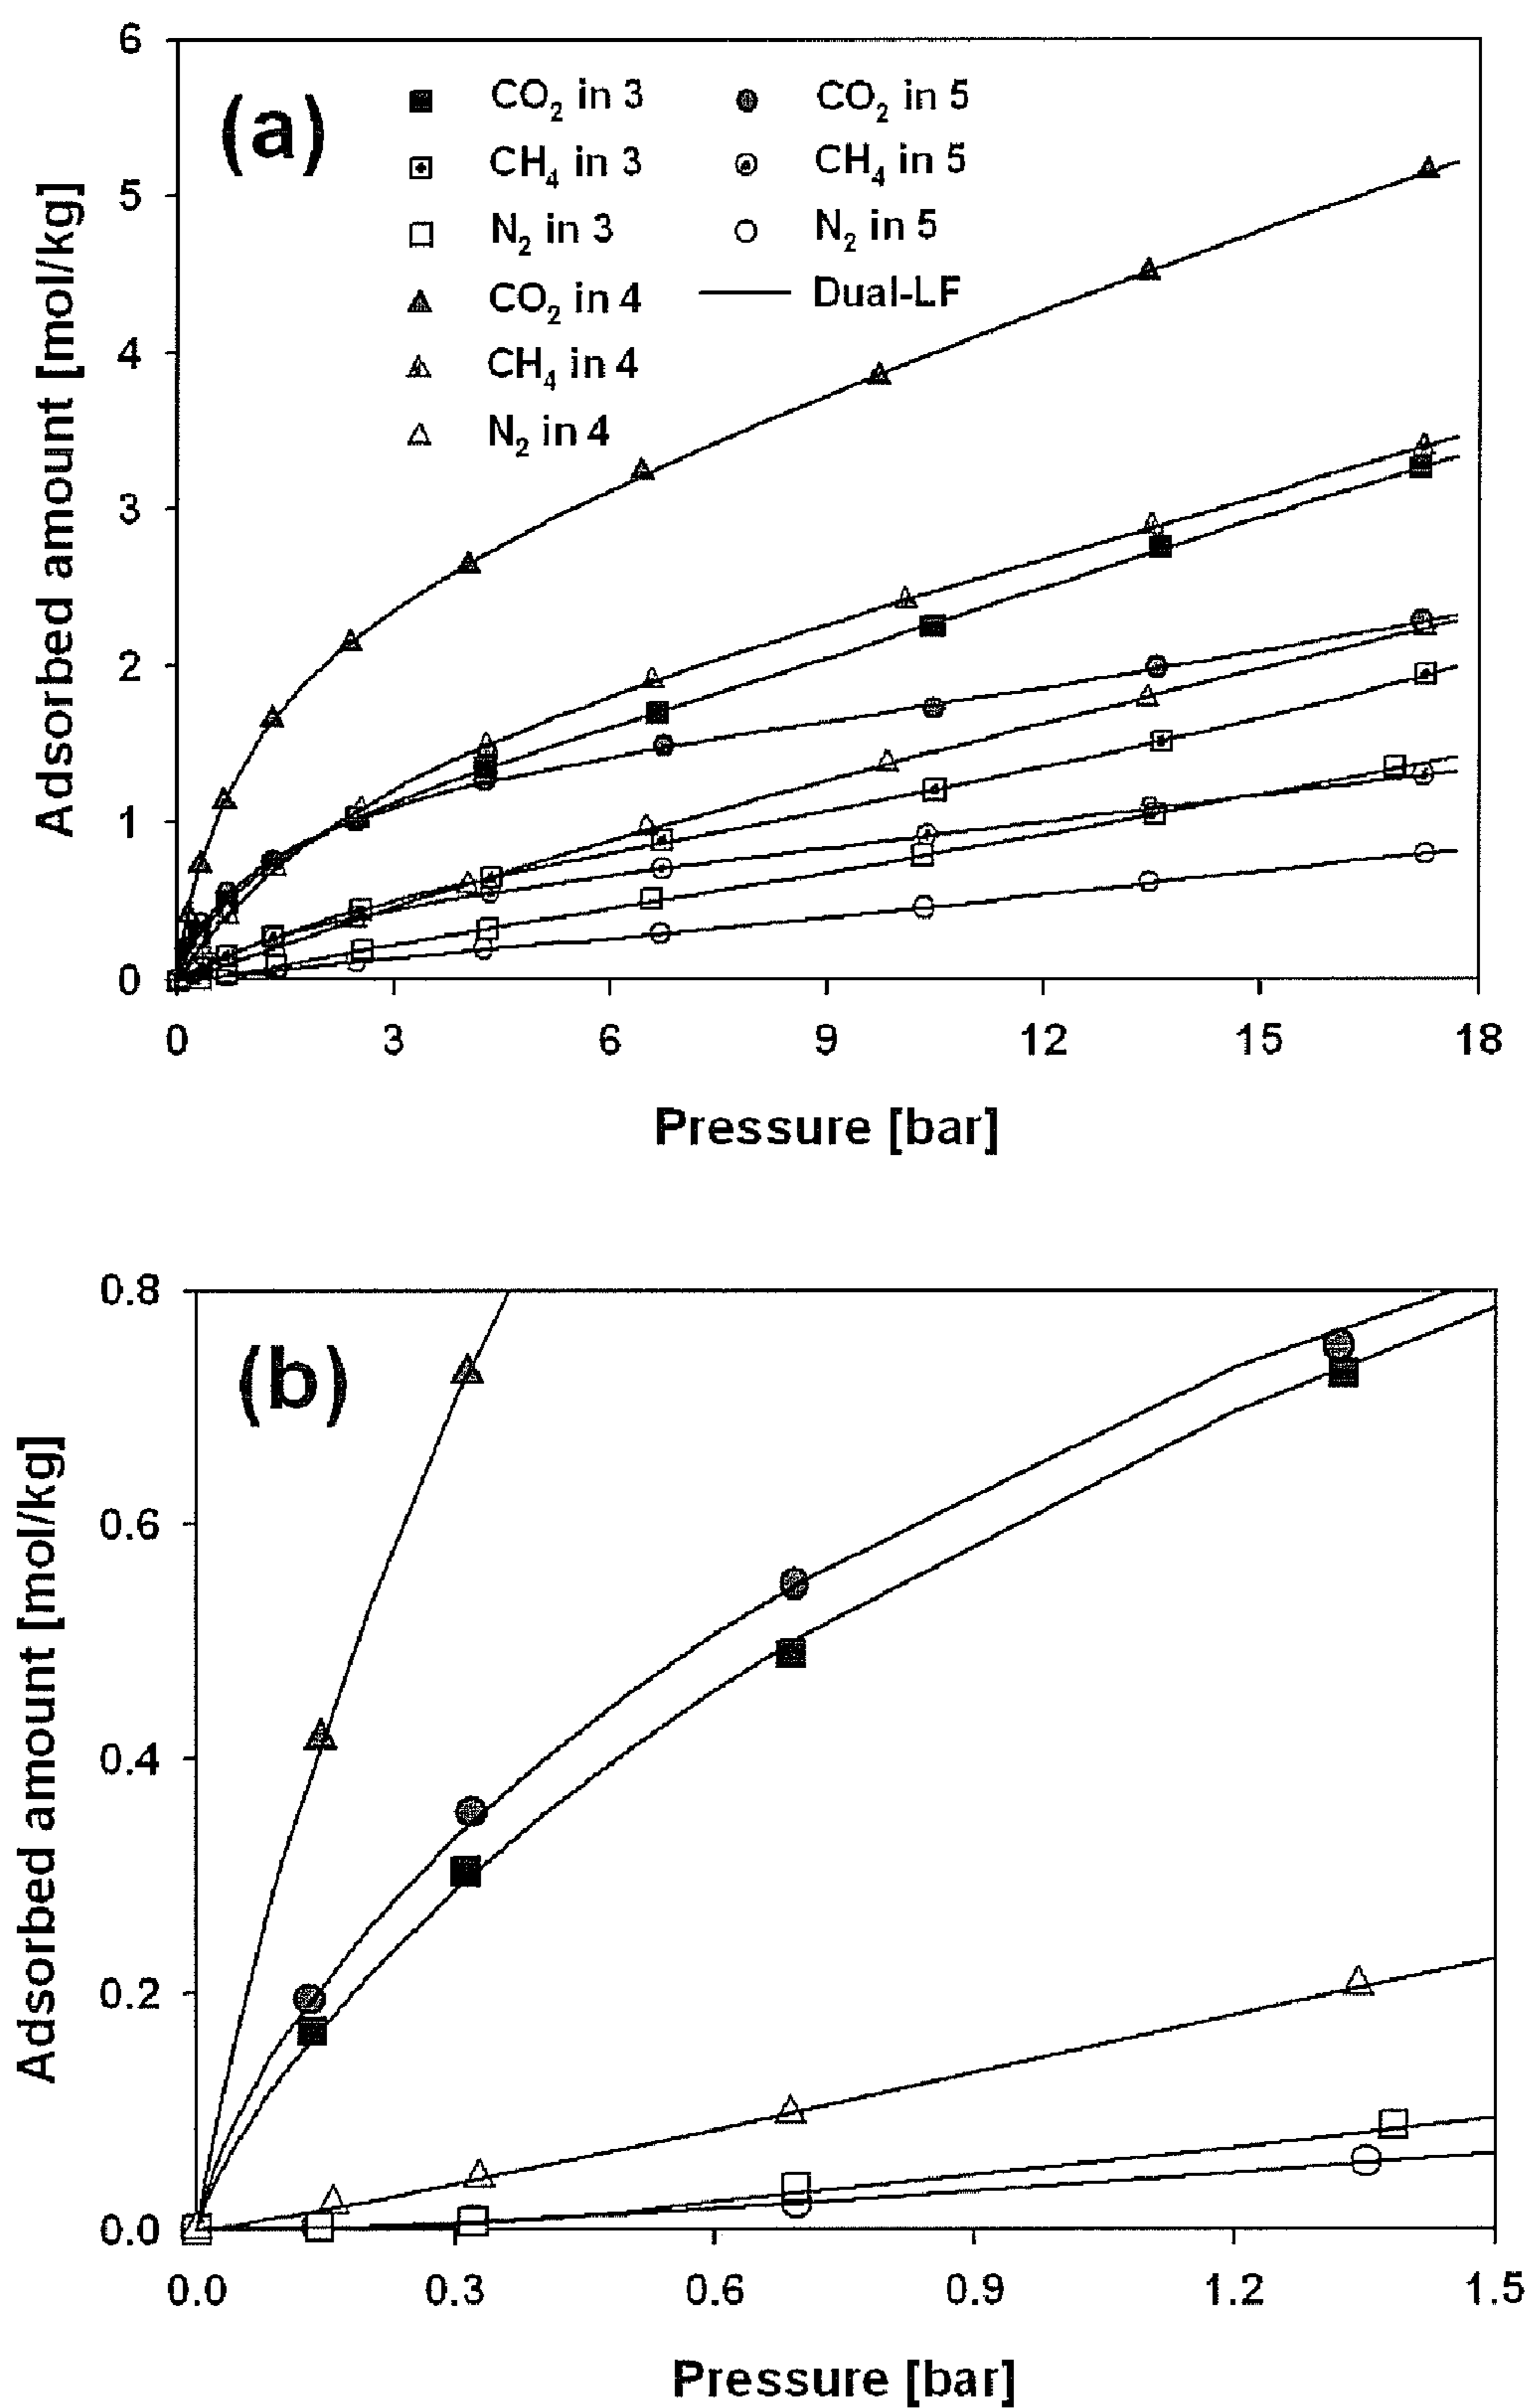 6
(a)
CO2 in 3
CO2 in 5
CH4 in 3
CH4 in 5
N2 in 3
N2 in 5
CO2 in 4
Dual-LF
CH4 in 4
N2 in 4
5
4
3
2
1
0
Adsorbed amount [mol/kg]
0 3 6 9 12 15 18
Pressure [bar]
0.8
(b)
0.6
0.4
0.2
0.0
Adsorbed amount [mol/kg]
0.0 0.3 0.6 0.9 1.2 1.5
Pressure [bar]